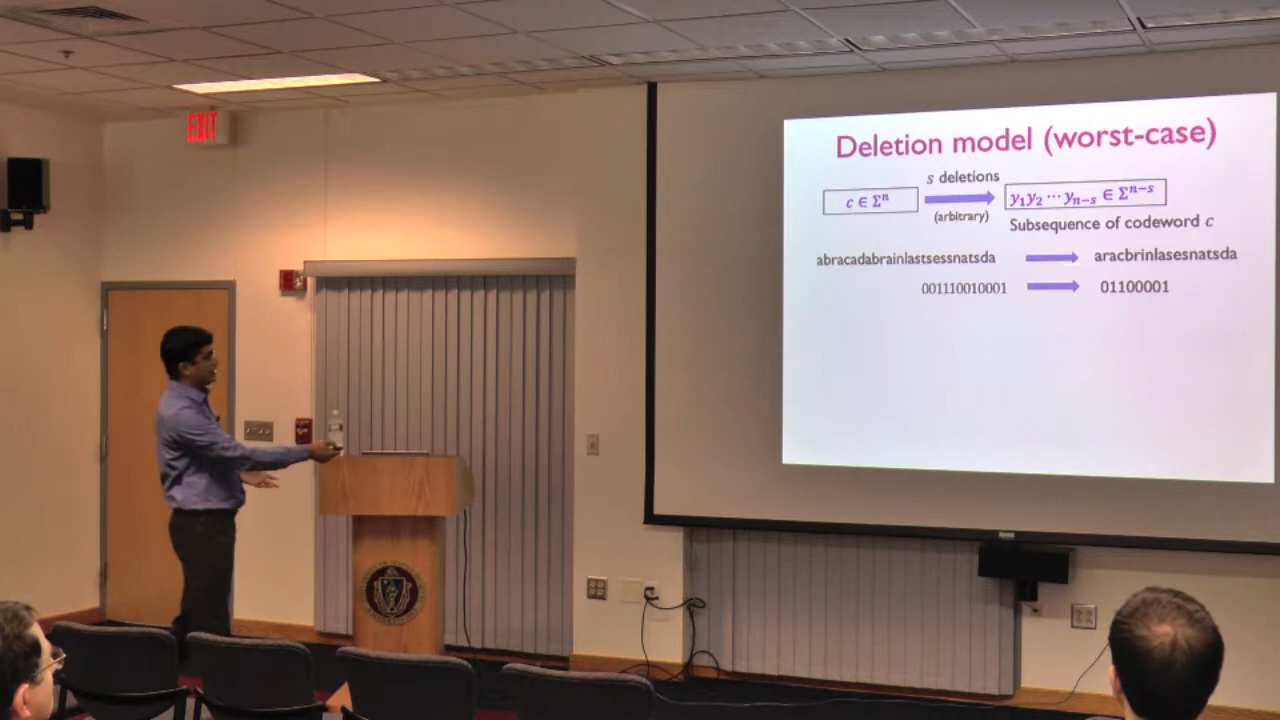 EXIT
Deletion model (worst-case)
s deletions
c ∈ Σⁿ
y₁y₂ ⋯ yₙ₋ₛ ∈ Σⁿ⁻ˢ
(arbitrary)
Subsequence of codeword c
abracadabrainlastsessnatsda
aracbrinlasesnatsda
001110010001
01100001